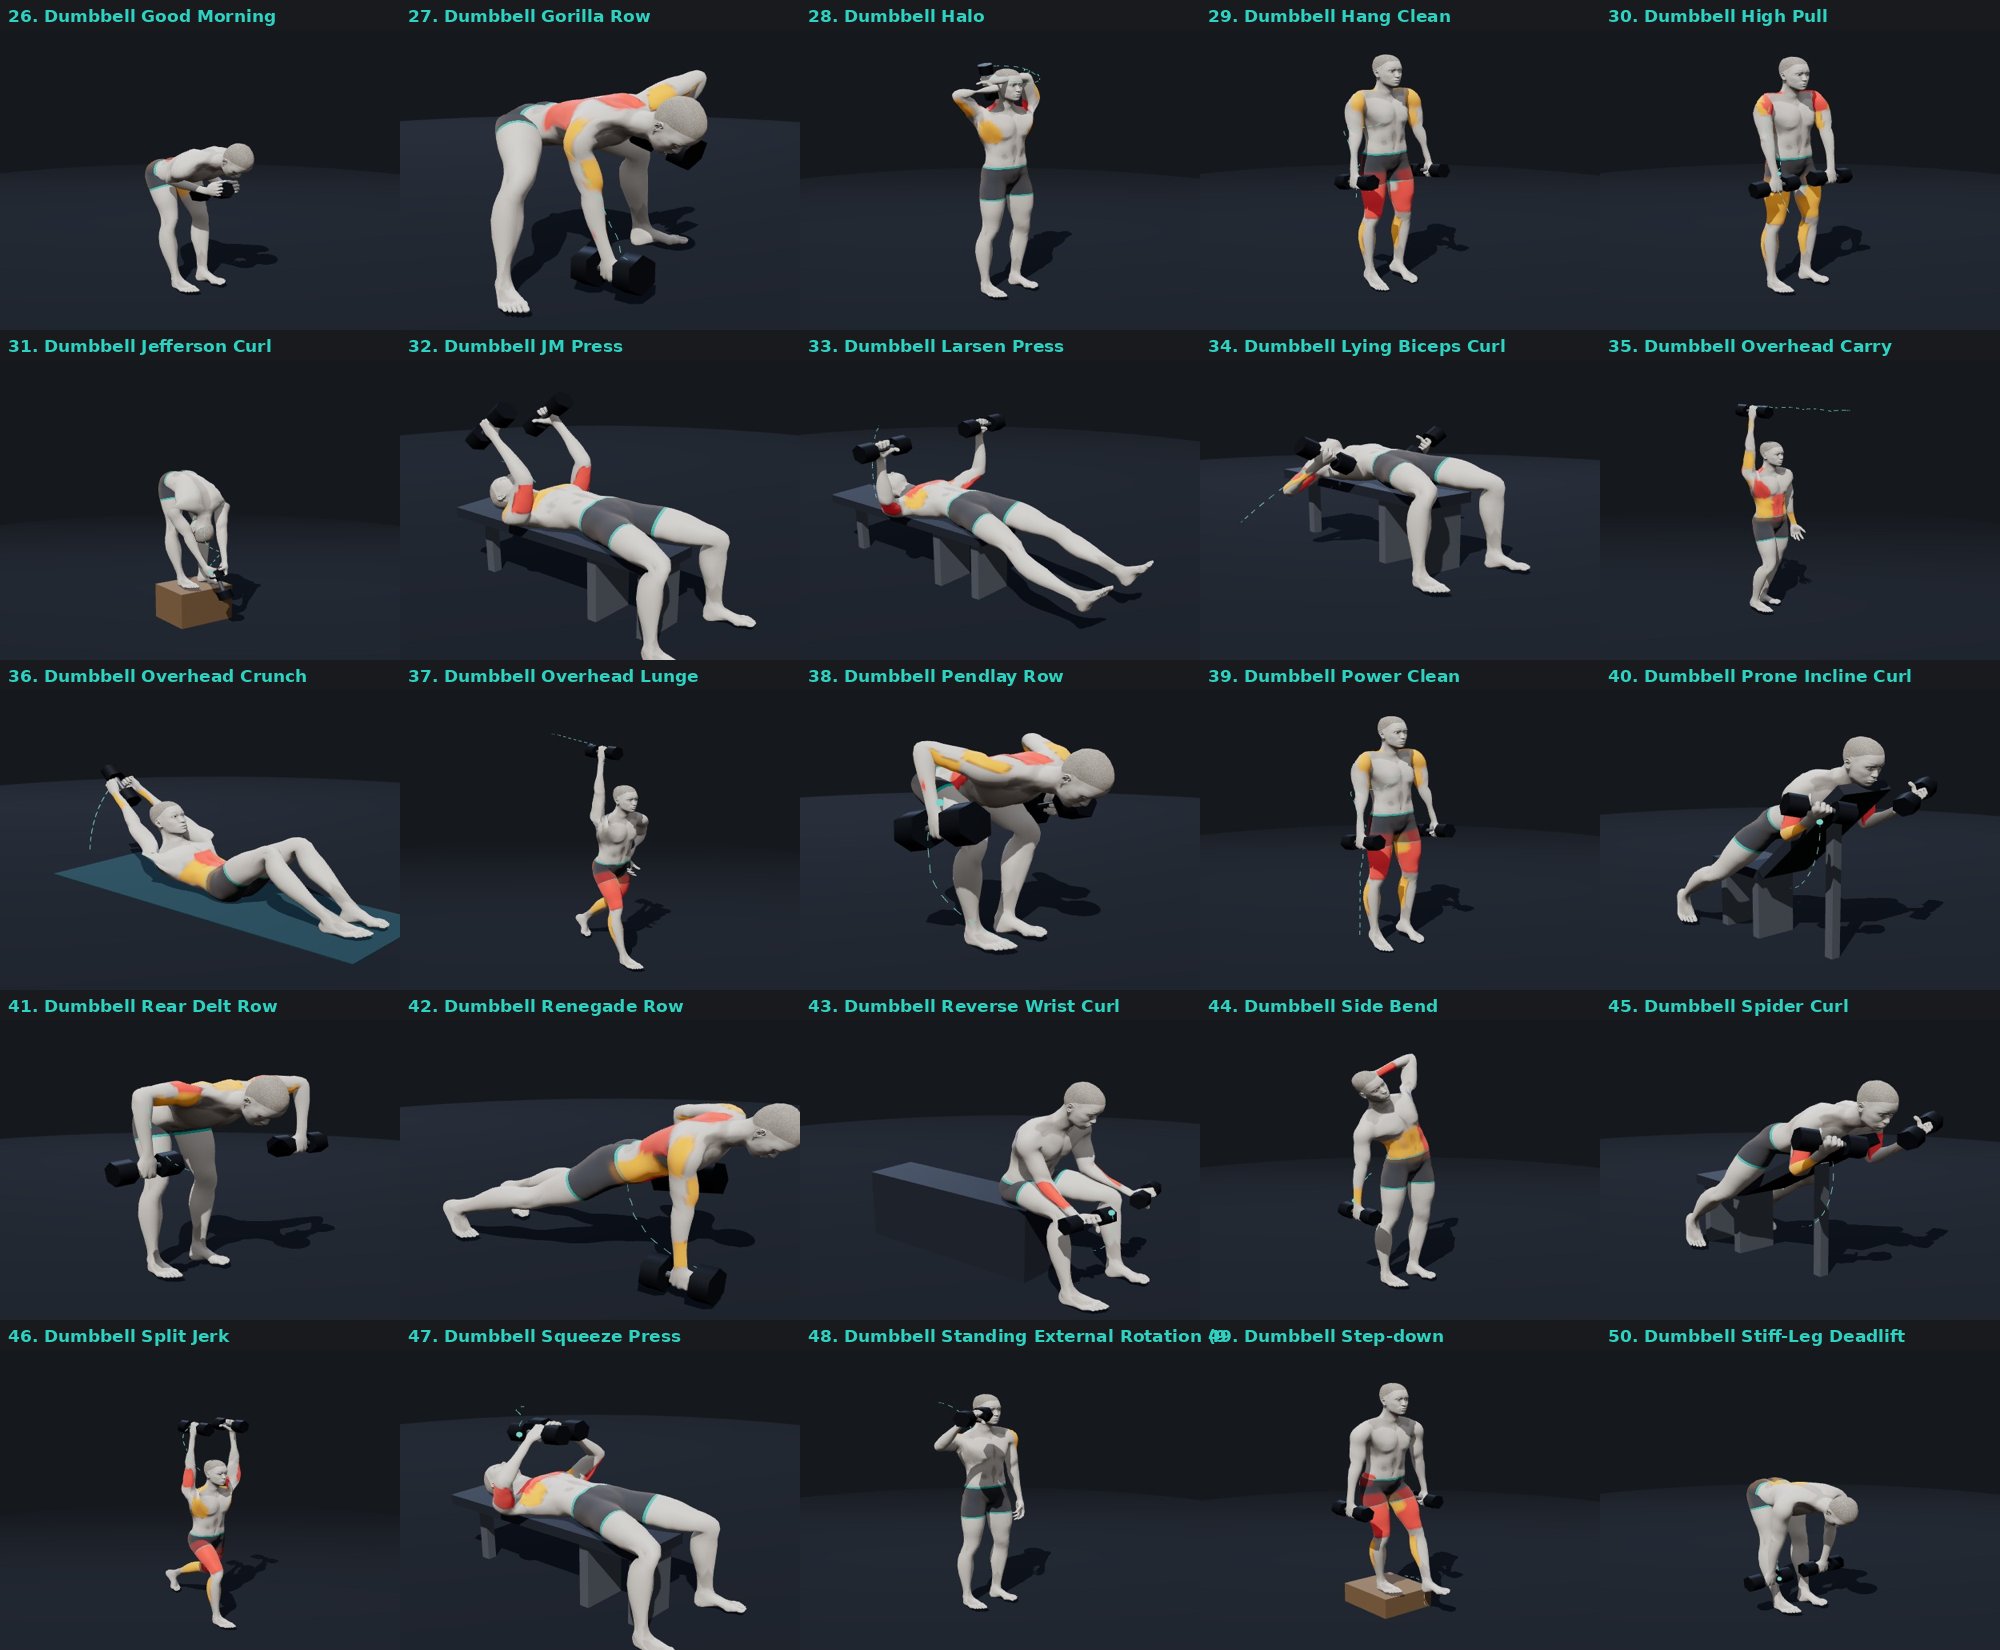 26. Dumbbell Good Morning
27. Dumbbell Gorilla Row
28. Dumbbell Halo
29. Dumbbell Hang Clean
30. Dumbbell High Pull
31. Dumbbell Jefferson Curl
32. Dumbbell JM Press
33. Dumbbell Larsen Press
34. Dumbbell Lying Biceps Curl
35. Dumbbell Overhead Carry
36. Dumbbell Overhead Crunch
37. Dumbbell Overhead Lunge
38. Dumbbell Pendlay Row
39. Dumbbell Power Clean
40. Dumbbell Prone Incline Curl
41. Dumbbell Rear Delt Row
42. Dumbbell Renegade Row
43. Dumbbell Reverse Wrist Curl
44. Dumbbell Side Bend
45. Dumbbell Spider Curl
46. Dumbbell Split Jerk
47. Dumbbell Squeeze Press
48. Dumbbell Standing External Rotation
49. Dumbbell Step-down
50. Dumbbell Stiff-Leg Deadlift